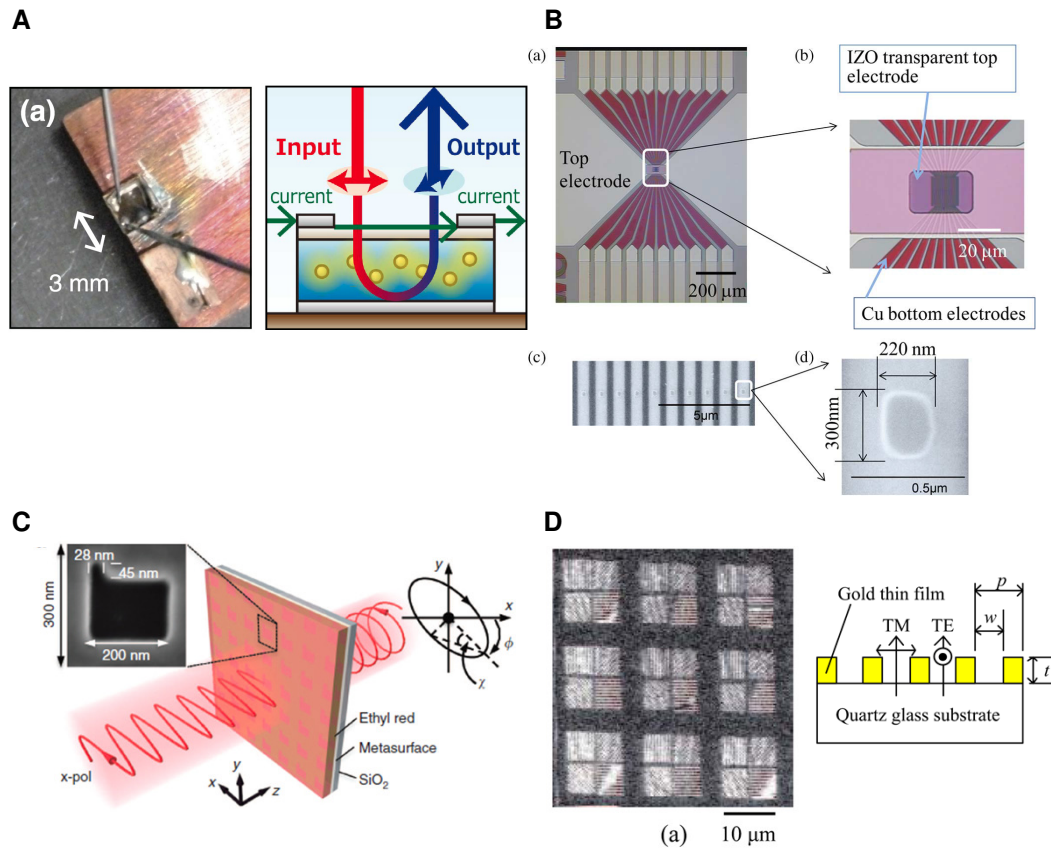 A
(a)
3 mm
Input
Output
current
current
B
(a)
Top
electrode
200 μm
(b)
IZO transparent top
electrode
20 μm
Cu bottom electrodes
(c)
5μm
(d)
220 nm
300nm
0.5μm
C
300 nm
28 nm
45 nm
200 nm
x-pol
y
x
z
Ethyl red
Metasurface
SiO2
y
x
ϕ
χ
D
(a)
10 μm
Gold thin film
TM
TE
p
w
t
Quartz glass substrate